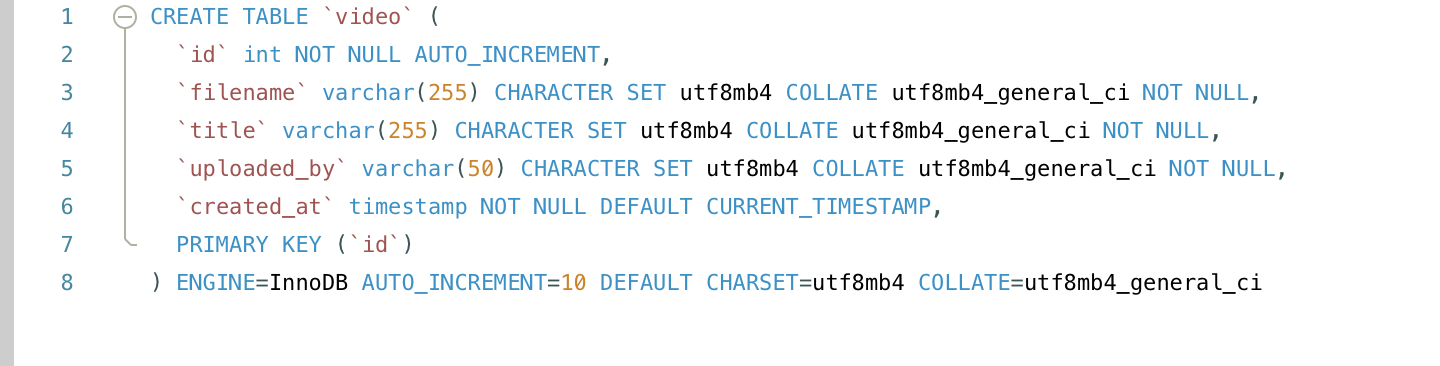 1 CREATE TABLE `video` (
2 `id` int NOT NULL AUTO_INCREMENT,
3 `filename` varchar(255) CHARACTER SET utf8mb4 COLLATE utf8mb4_general_ci NOT NULL,
4 `title` varchar(255) CHARACTER SET utf8mb4 COLLATE utf8mb4_general_ci NOT NULL,
5 `uploaded_by` varchar(50) CHARACTER SET utf8mb4 COLLATE utf8mb4_general_ci NOT NULL,
6 `created_at` timestamp NOT NULL DEFAULT CURRENT_TIMESTAMP,
7 PRIMARY KEY (`id`)
8 ) ENGINE=InnoDB AUTO_INCREMENT=10 DEFAULT CHARSET=utf8mb4 COLLATE=utf8mb4_general_ci